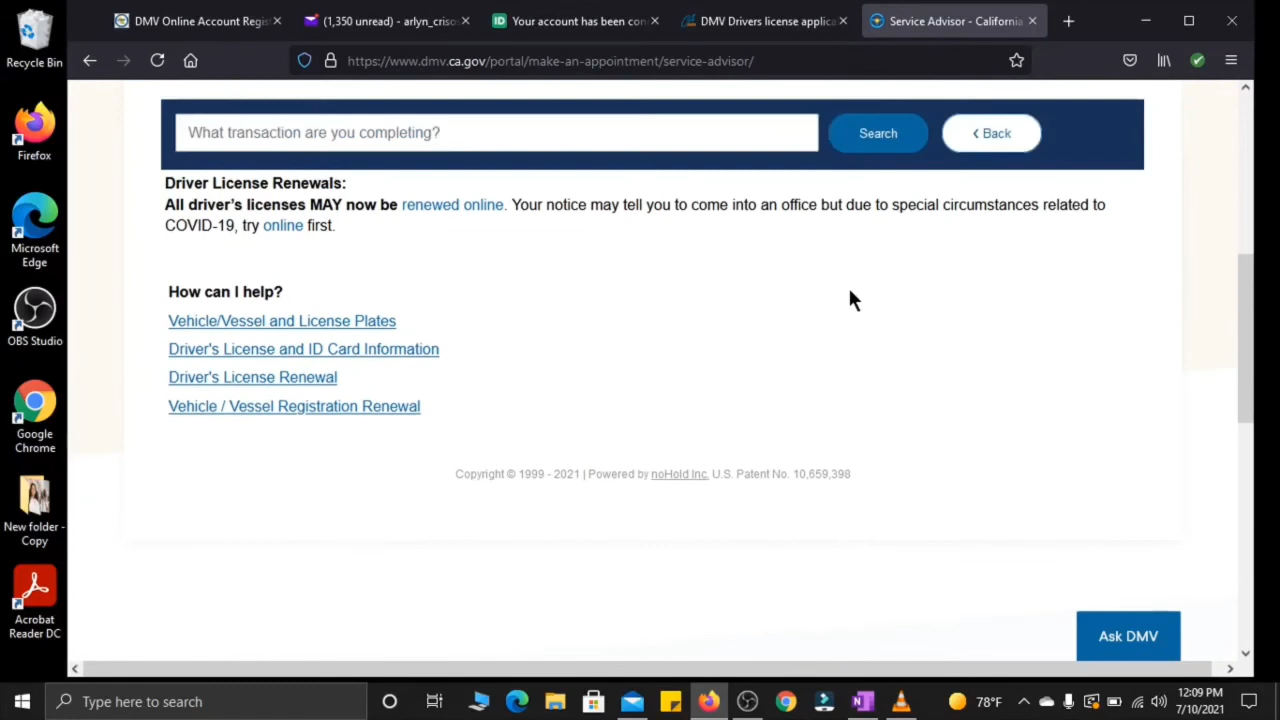 DMV Online Account Regis
(1,350 unread) - arlyn_crisos
Your account has been con
DMV Drivers license applica
Service Advisor - California
https://www.dmv.ca.gov/portal/make-an-appointment/service-advisor/
Recycle Bin
Firefox
Microsoft
Edge
OBS Studio
Google
Chrome
New folder -
Copy
Acrobat
Reader DC
What transaction are you completing?
Search
Back
Driver License Renewals:
All driver's licenses MAY now be renewed online. Your notice may tell you to come into an office but due to special circumstances related to
COVID-19, try online first.
How can I help?
Vehicle/Vessel and License Plates
Driver's License and ID Card Information
Driver's License Renewal
Vehicle / Vessel Registration Renewal
Copyright © 1999 - 2021 | Powered by noHold Inc. U.S. Patent No. 10,659,398
Ask DMV
Type here to search
78°F
12:09 PM
7/10/2021